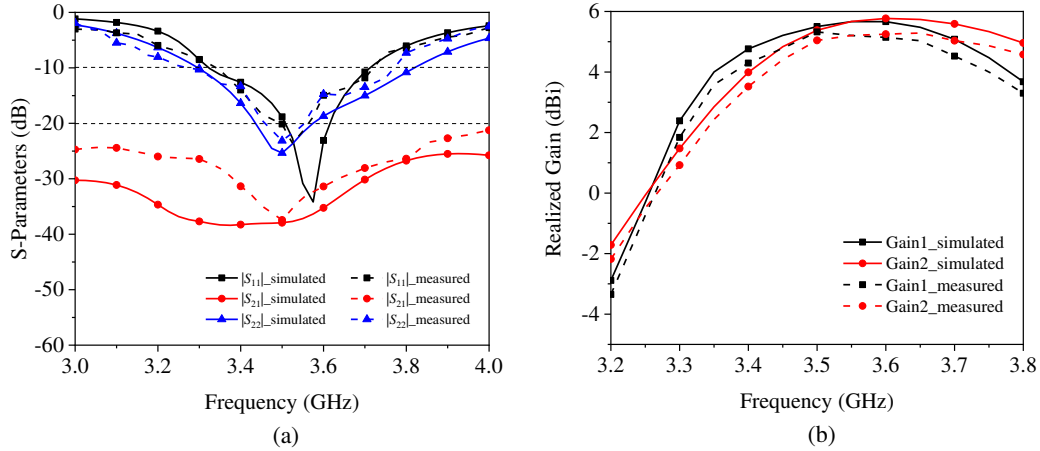 0
-10
-20
-30
-40
-50
-60
S-Parameters (dB)
|S11|_simulated
|S21|_simulated
|S22|_simulated
|S11|_measured
|S21|_measured
|S22|_measured
3.0 3.2 3.4 3.6 3.8 4.0
Frequency (GHz)
(a)
6
4
2
0
-2
-4
Realized Gain (dBi)
Gain1_simulated
Gain2_simulated
Gain1_measured
Gain2_measured
3.2 3.3 3.4 3.5 3.6 3.7 3.8
Frequency (GHz)
(b)